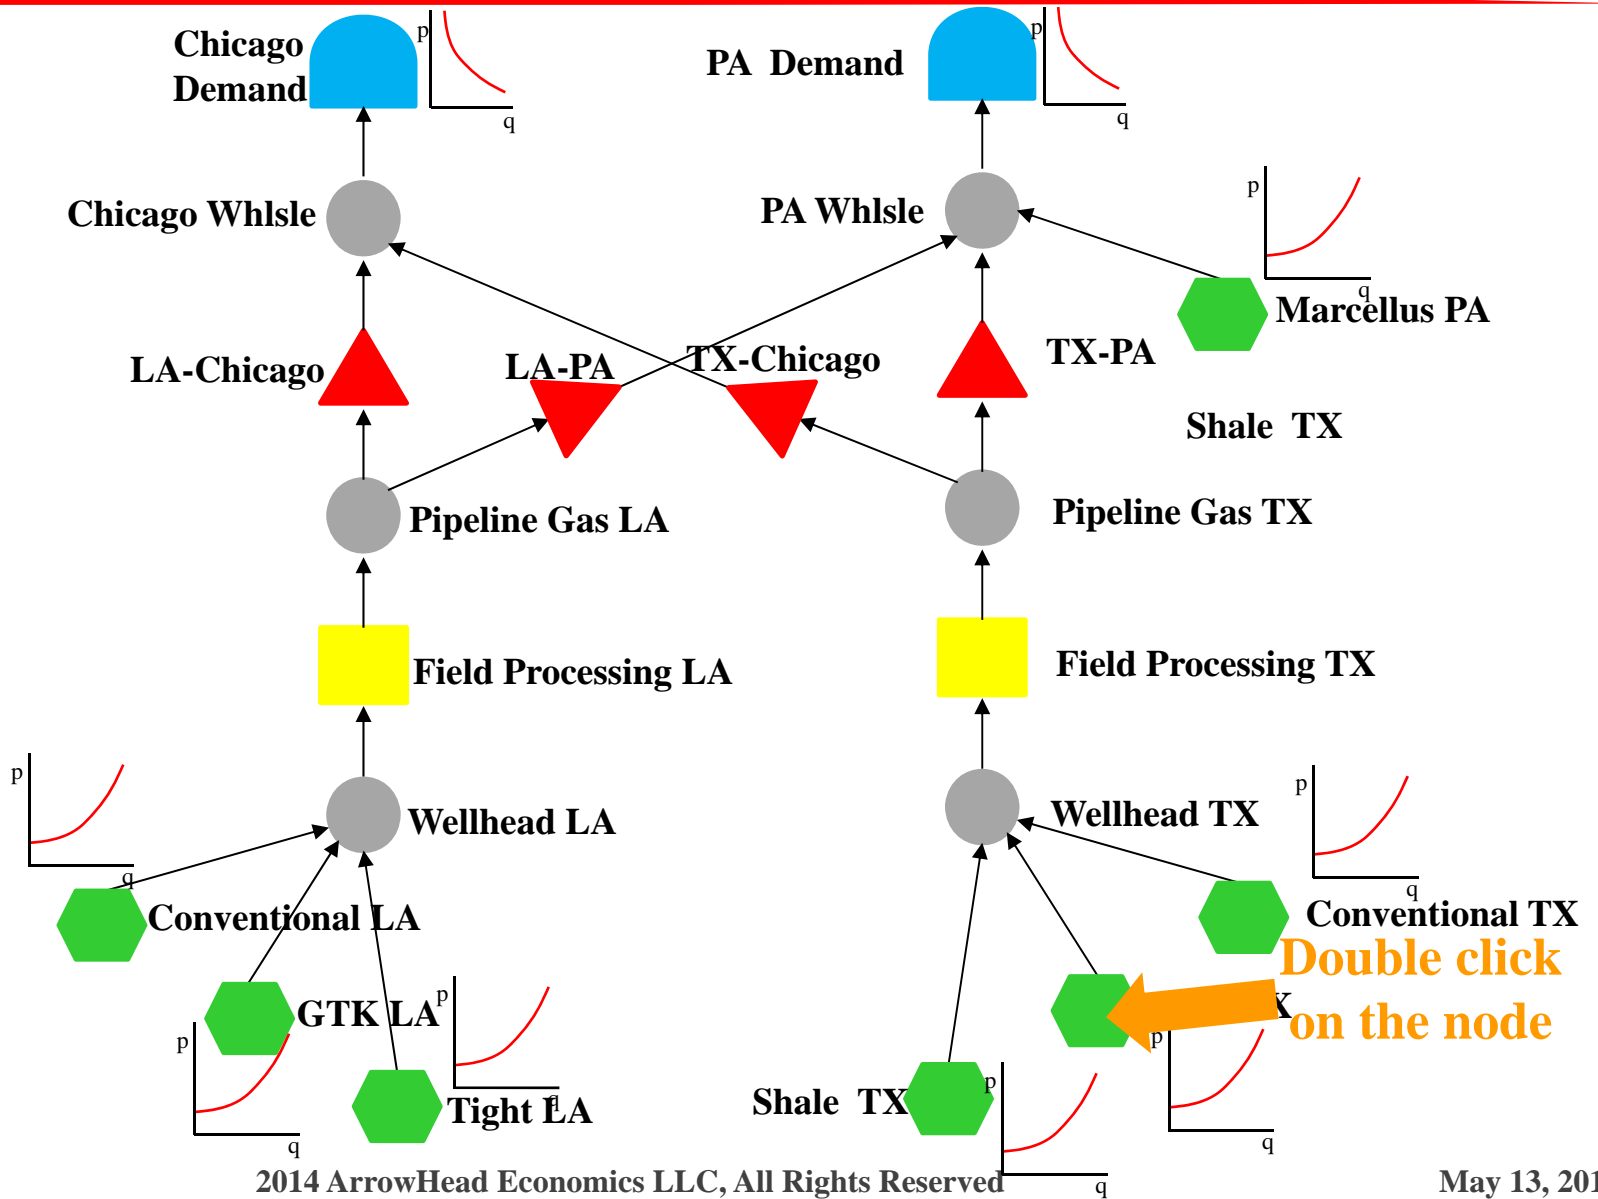 Chicago
Demand
p
q
PA  Demand
p
q
Chicago Whlsle
PA Whlsle
p
q
Marcellus PA
LA-Chicago
LA-PA
TX-Chicago
TX-PA
Shale  TX
Pipeline Gas LA
Pipeline Gas TX
Field Processing LA
Field Processing TX
p
q
Wellhead LA
Wellhead TX
p
q
Conventional LA
Conventional TX
Double click
on the node
GTK LA
p
q
p
q
Tight LA
Shale  TX
p
q
p
q
X
2014 ArrowHead Economics LLC, All Rights Reserved
May 13, 201